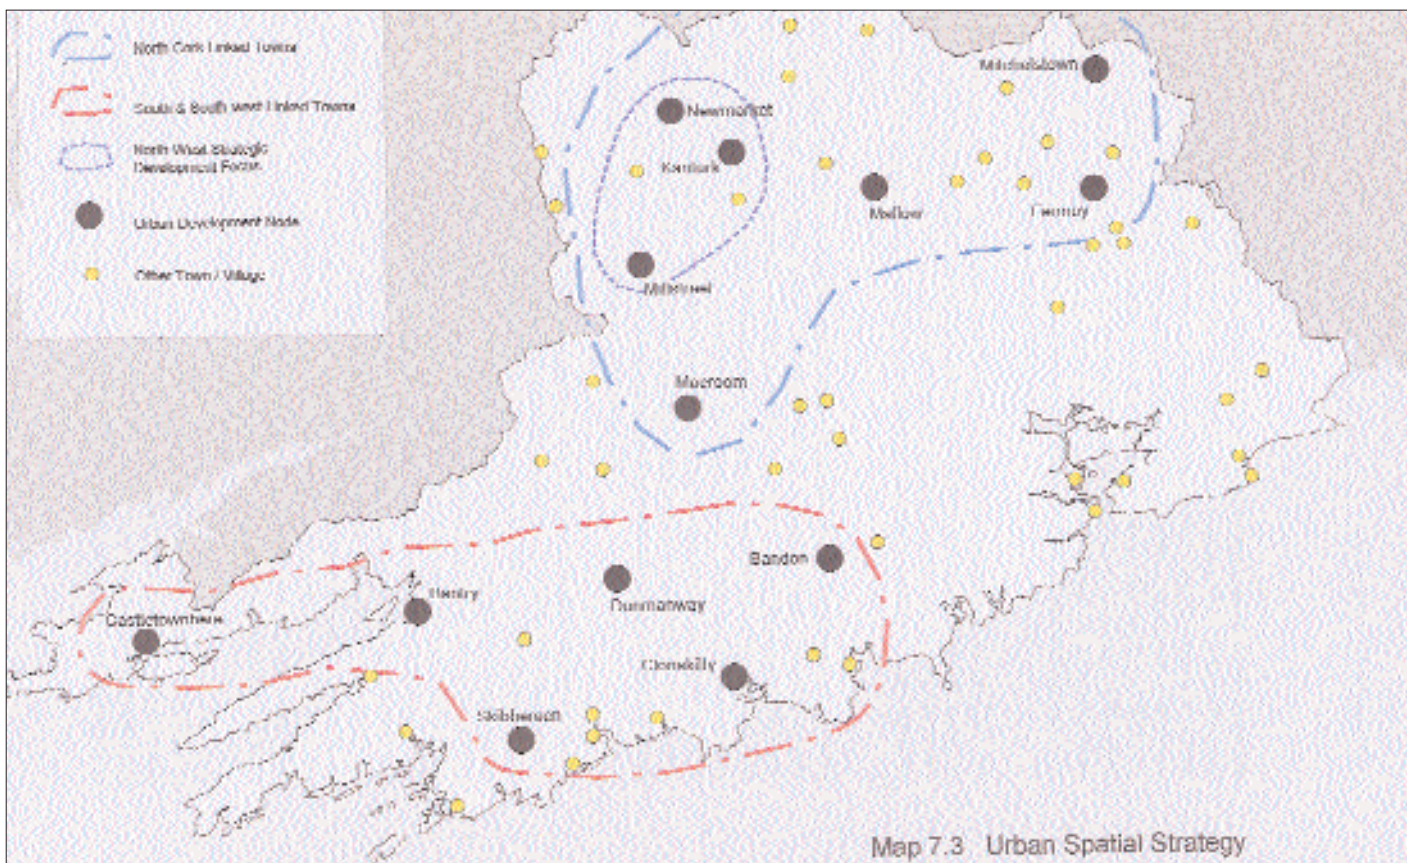 North Cork Linked Towns
South & South-west Linked Towns
North West Strategic
Development Focus
Urban Development Node
Other Town / Village
Mitchelstown
Newmarket
Kanturk
Mallow
Fermoy
Millstreet
Macroom
Bandon
Bantry
Dunmanway
Castletownbere
Clonakilty
Skibbereen
Map 7.3 Urban Spatial Strategy